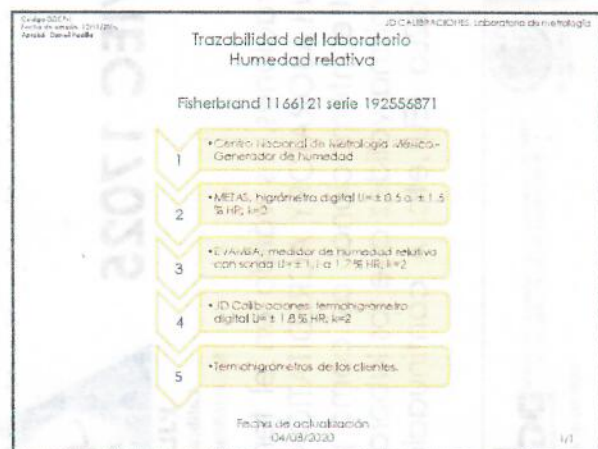 JD CALIBRACIONES, Laboratorio de metrología
Trazabilidad del laboratorio
Humedad relativa
Fisherbrand 1166121 serie 192556871
1
•Centro Nacional de Metrología México.-
Generador de humedad
2
•METAS, higrómetro digital U= ± 0.5 a ± 1.5
% HR; k=2
3
medidor de humedad relativa
con sonda U= ± 1.1 a 1.7 % HR; k=2
4
•JD Calibraciones, termohigrómetro
digital U= ± 1.8 % HR; k=2
5
•Termohigrómetros de los clientes.
Fecha de actualización
04/08/2020
1/1
17025